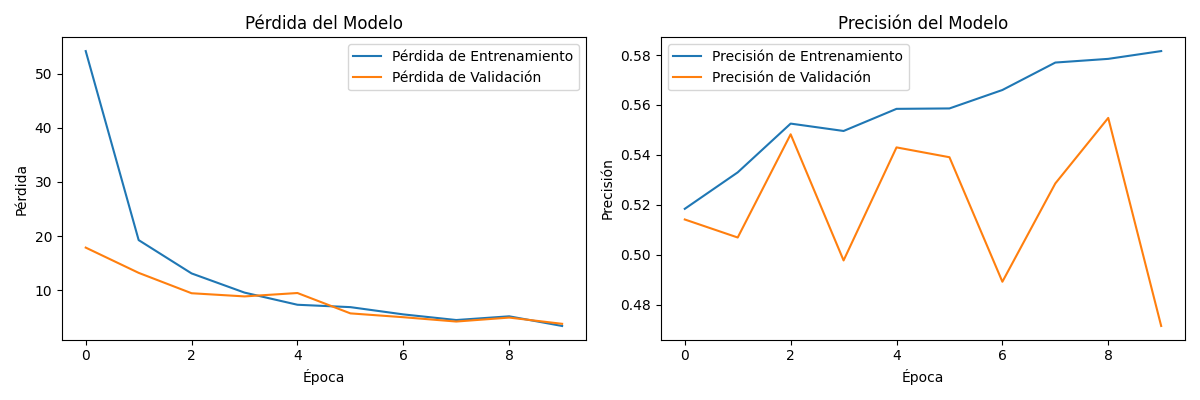 Pérdida del Modelo
Pérdida de Entrenamiento
Pérdida de Validación
50
40
30
20
10
Pérdida
0
2
4
6
8
Época
Precisión del Modelo
Precisión de Entrenamiento
Precisión de Validación
0.58
0.56
0.54
0.52
0.50
0.48
Precisión
0
2
4
6
8
Época